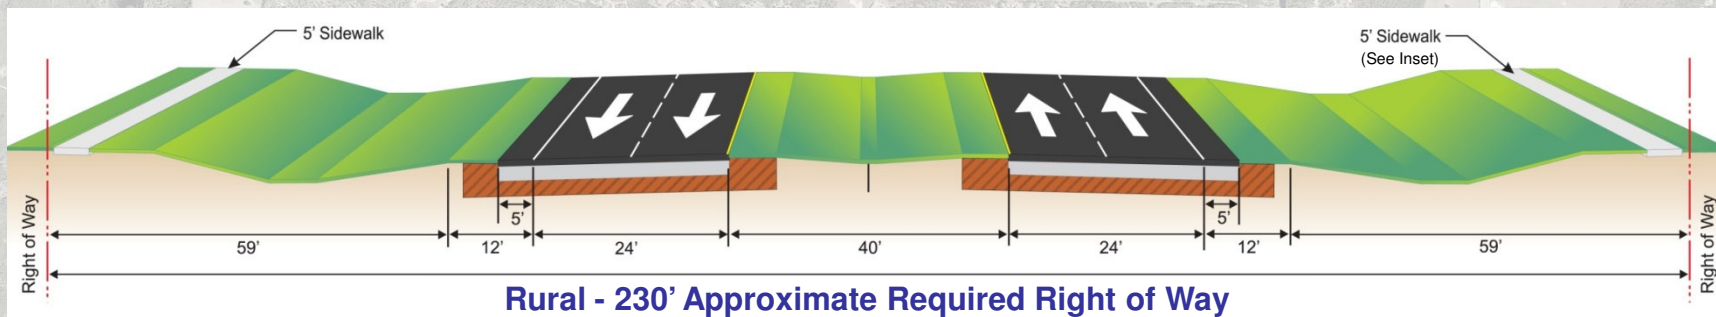 5' Sidewalk
5' Sidewalk
(See Inset)
5'
5'
59'
12'
24'
40'
24'
12'
59'
Right of Way
Right of Way
Rural - 230' Approximate Required Right of Way